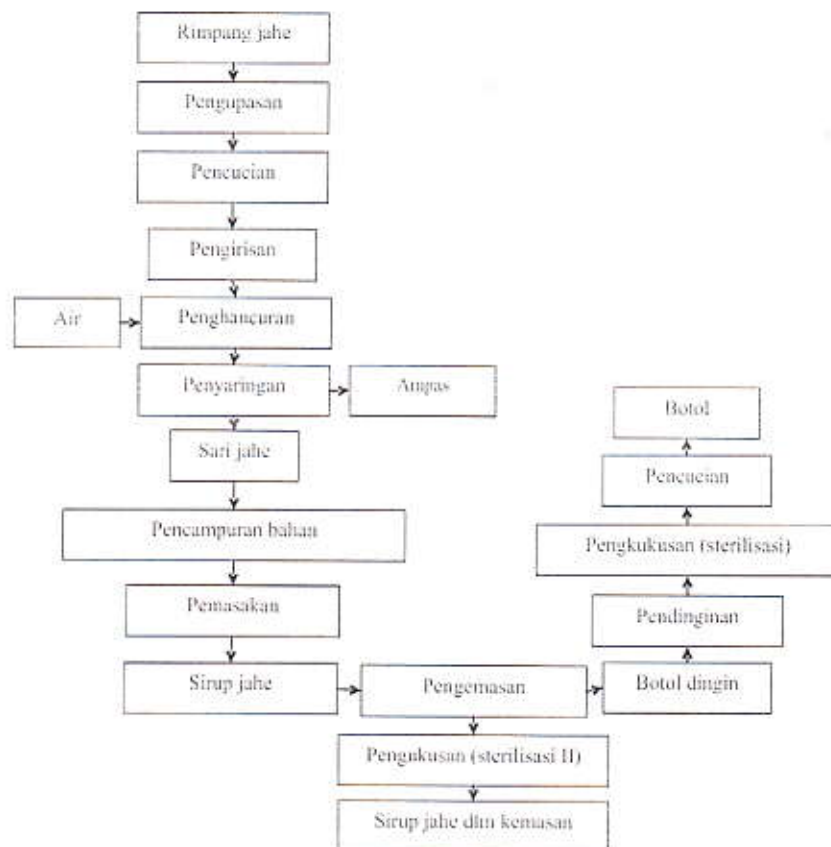 Rimpang jahe
Pengupasan
Pencucian
Pengirisan
Air
Penghancuran
Penyaringan
Ampas
Sari jahe
Pencampuran bahan
Pemasakan
Sirup jahe
Pengemasan
Botol dingin
Pendinginan
Pengkukusan (sterilisasi)
Pencucian
Botol
Pengukusan (sterilisasi II)
Sirup jahe dlm kemasan